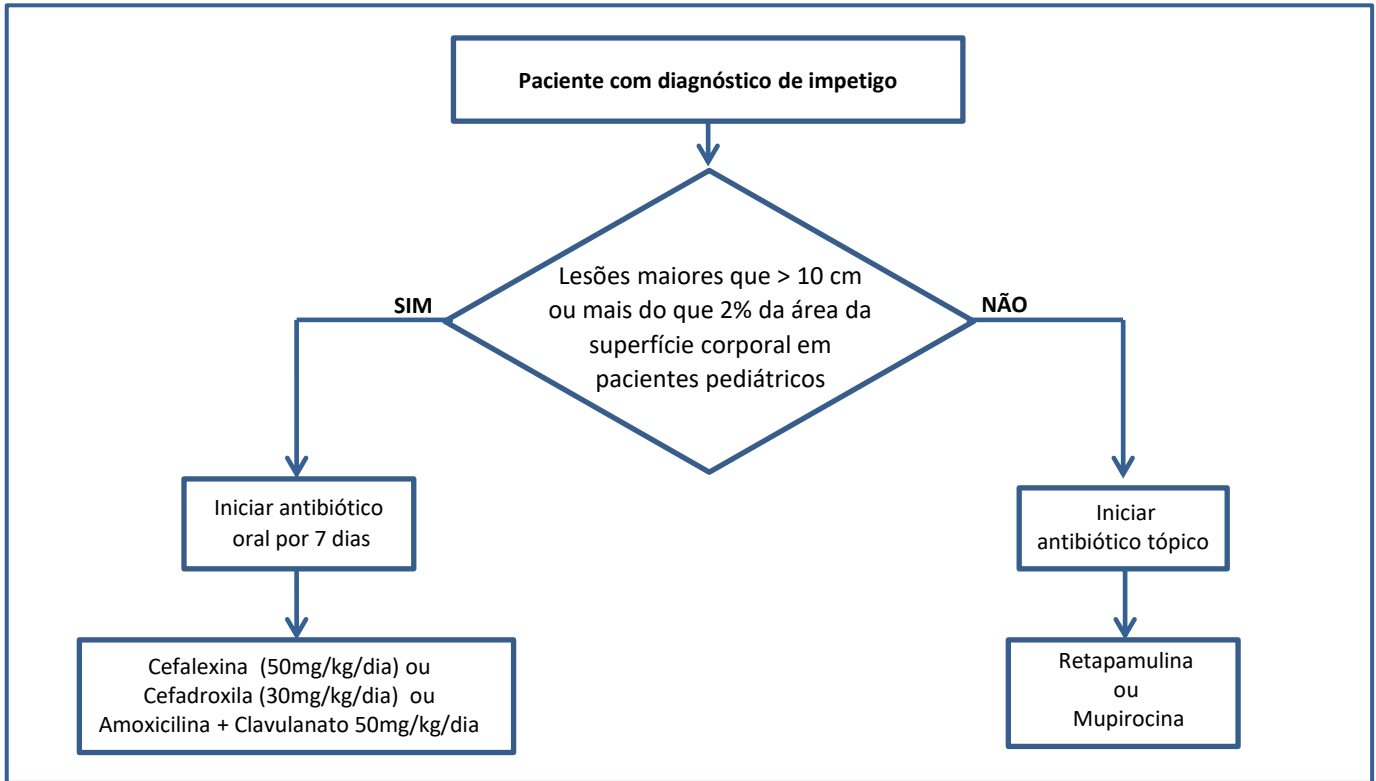 Paciente com diagnóstico de impetigo
Lesões maiores que > 10 cm
ou mais do que 2% da área da
superfície corporal em
pacientes pediátricos
SIM
NÃO
Iniciar antibiótico
oral por 7 dias
Iniciar
antibiótico tópico
Cefalexina (50mg/kg/dia) ou
Cefadroxila (30mg/kg/dia) ou
Amoxicilina + Clavulanato 50mg/kg/dia
Retapamulina
ou
Mupirocina